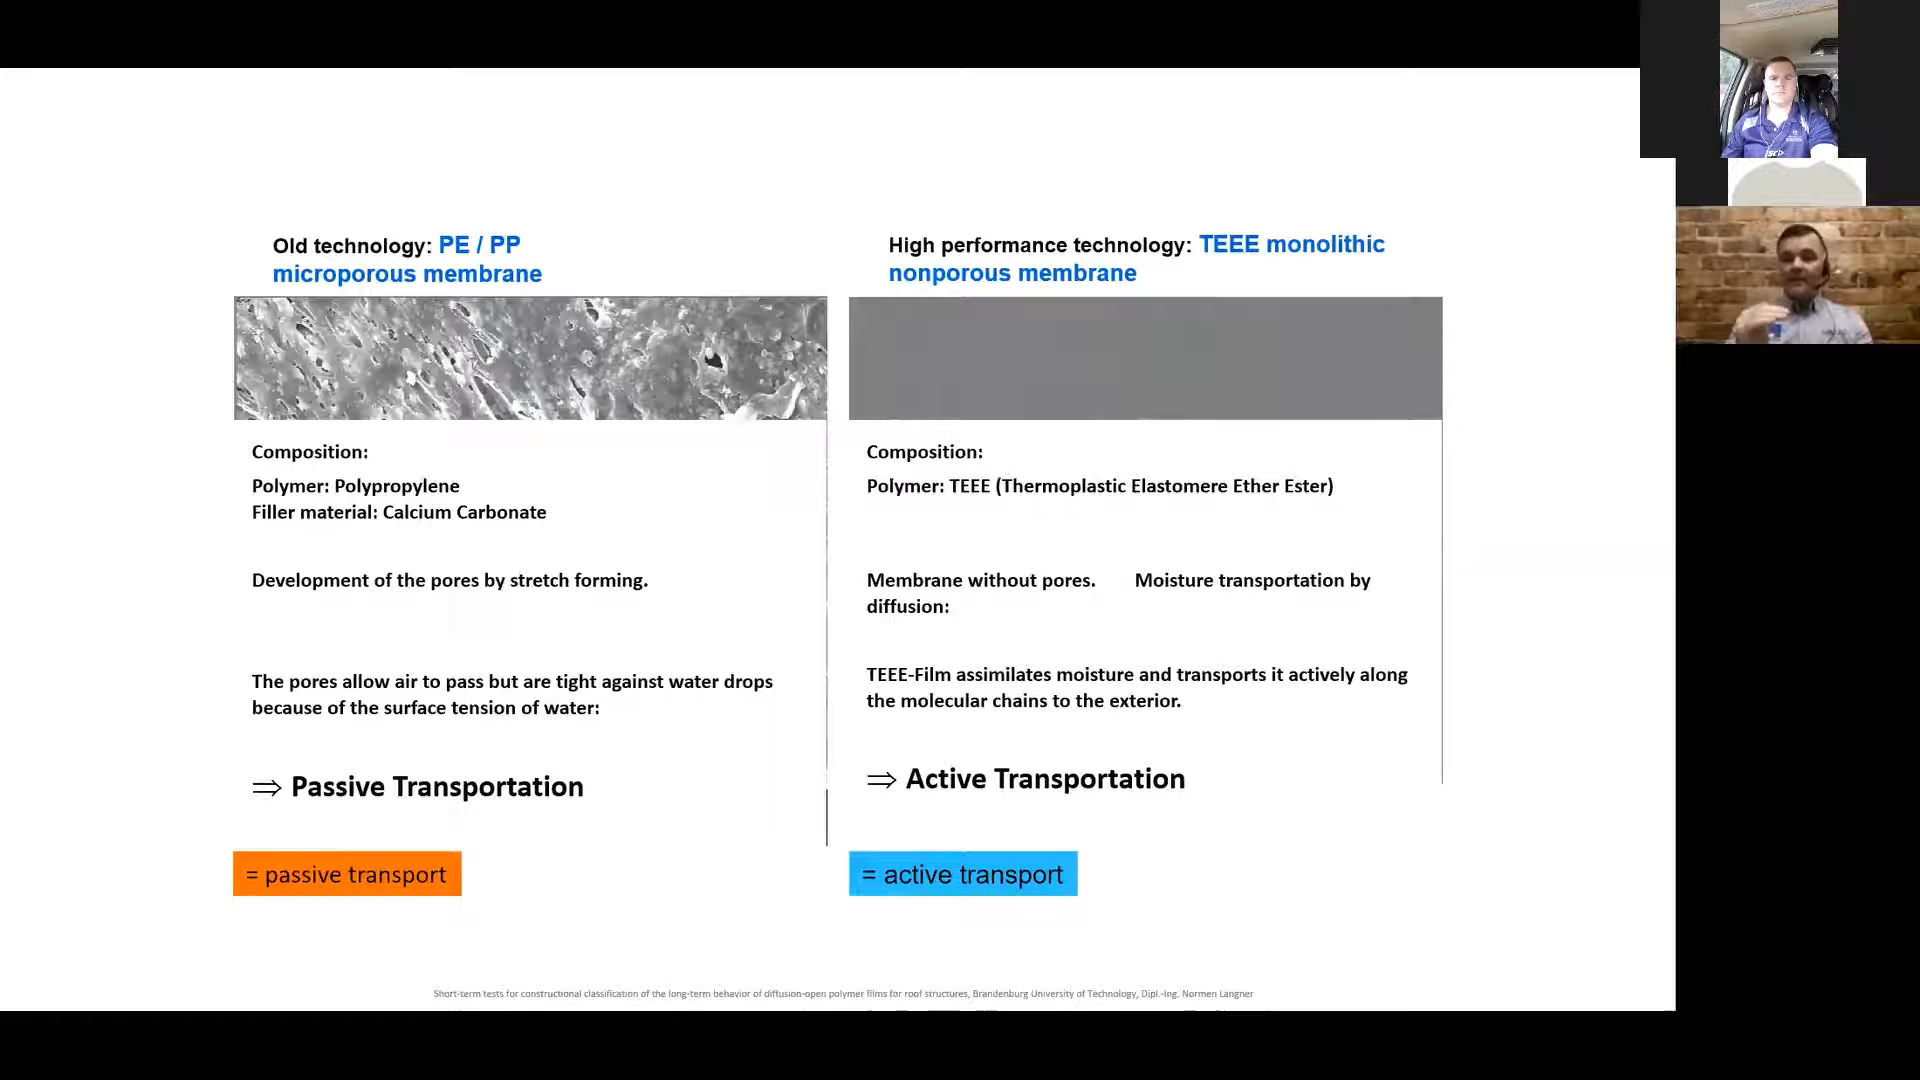 Old technology: PE / PP
microporous membrane
Composition:
Polymer: Polypropylene
Filler material: Calcium Carbonate
Development of the pores by stretch forming.
The pores allow air to pass but are tight against water drops
because of the surface tension of water:
⇒ Passive Transportation
= passive transport
High performance technology: TEEE monolithic
nonporous membrane
Composition:
Polymer: TEEE (Thermoplastic Elastomere Ether Ester)
Membrane without pores. Moisture transportation by
diffusion:
TEEE-Film assimilates moisture and transports it actively along
the molecular chains to the exterior.
⇒ Active Transportation
= active transport
Short-term tests for constructional classification of the long-term behavior of diffusion-open polymer films for roof structures, Brandenburg University of Technology, Dipl.-Ing. Normen Langner